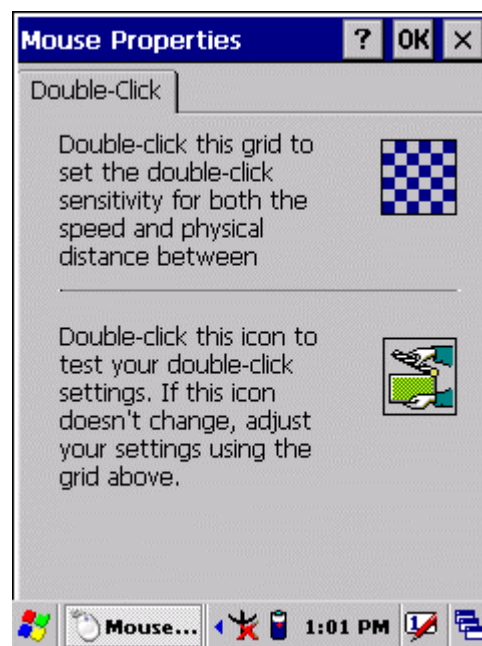 Mouse Properties ? OK ×
Double-Click
Double-click this grid to
set the double-click
sensitivity for both the
speed and physical
distance between
Double-click this icon to
test your double-click
settings. If this icon
doesn't change, adjust
your settings using the
grid above.
Mouse... 1:01 PM